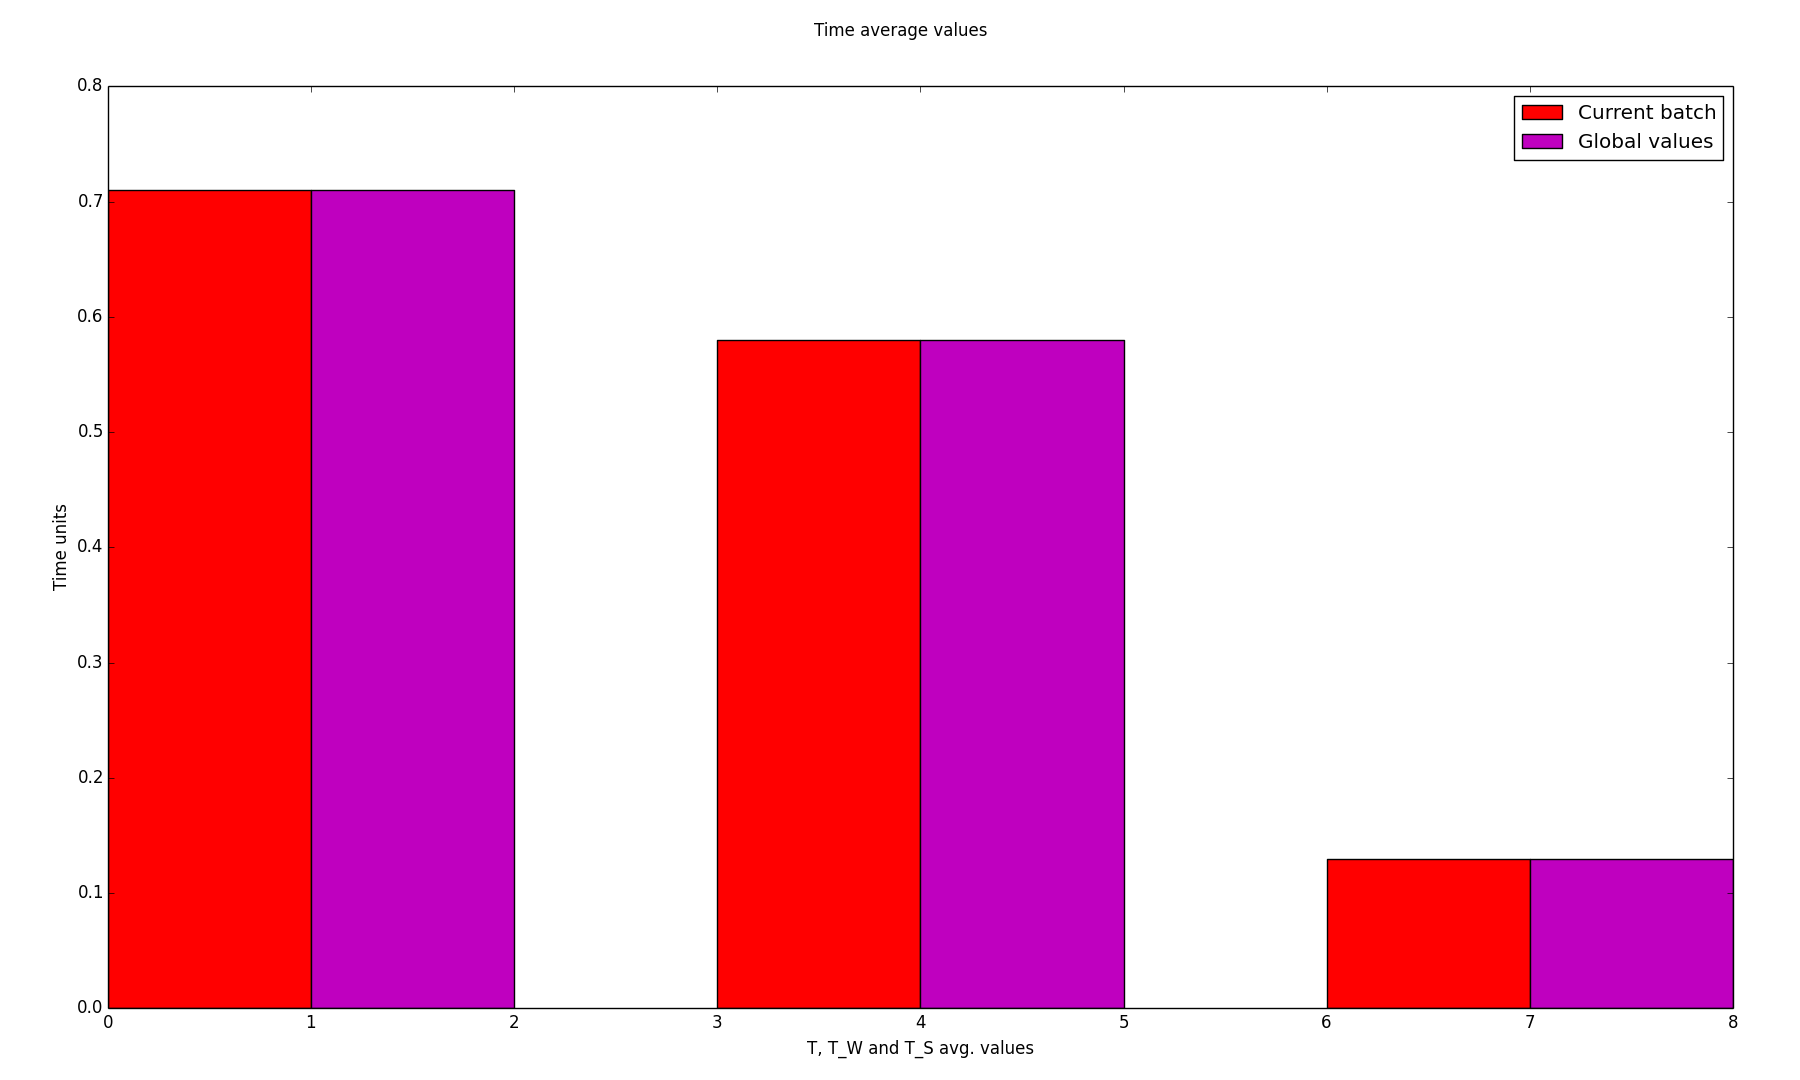 Time average values
Current batch
Global values
0.8
0.7
0.6
0.5
0.4
0.3
0.2
0.1
0.0
Time units
0 1 2 3 4 5 6 7 8
T, T_W and T_S avg. values